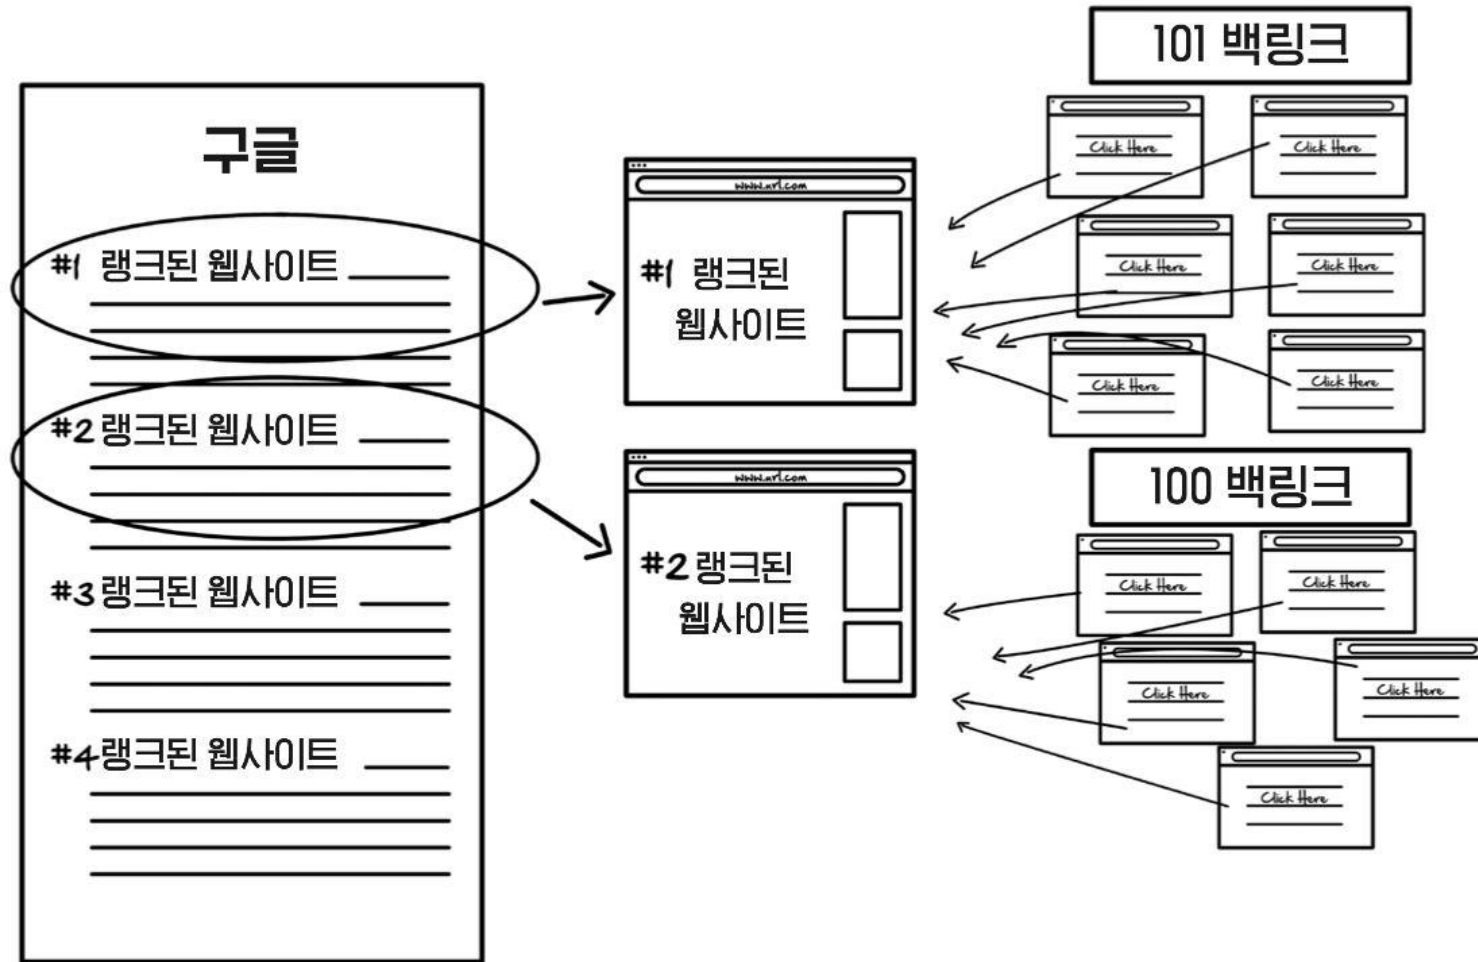 구글
#1 랭크된 웹사이트
#2 랭크된 웹사이트
#3 랭크된 웹사이트
#4 랭크된 웹사이트
www.url.com
#1 랭크된
웹사이트
www.url.com
#2 랭크된
웹사이트
101 백링크
Click Here
Click Here
Click Here
Click Here
Click Here
Click Here
100 백링크
Click Here
Click Here
Click Here
Click Here
Click Here